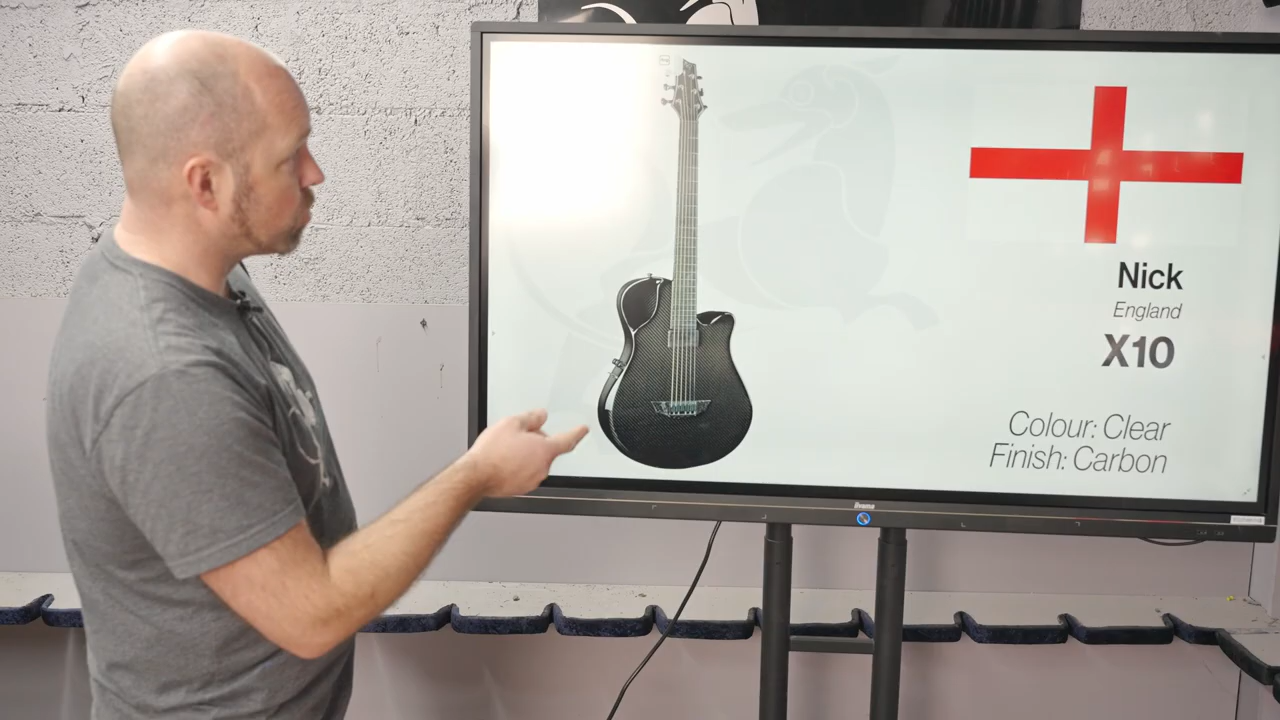 Nick
England
X10
Colour: Clear
Finish: Carbon
iiyama